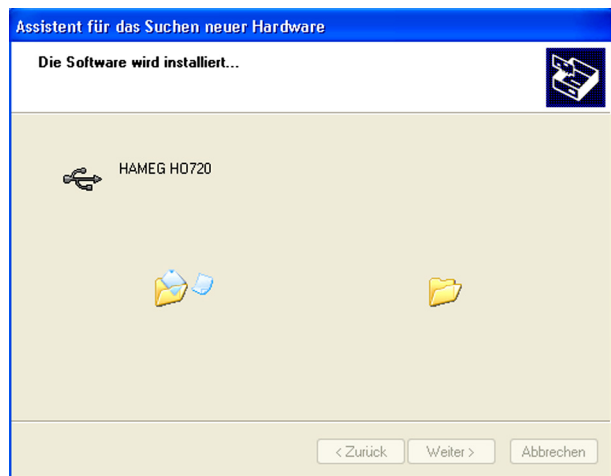 Assistent für das Suchen neuer Hardware
Die Software wird installiert...
HAMEG HO720
< Zurück
Weiter >
Abbrechen